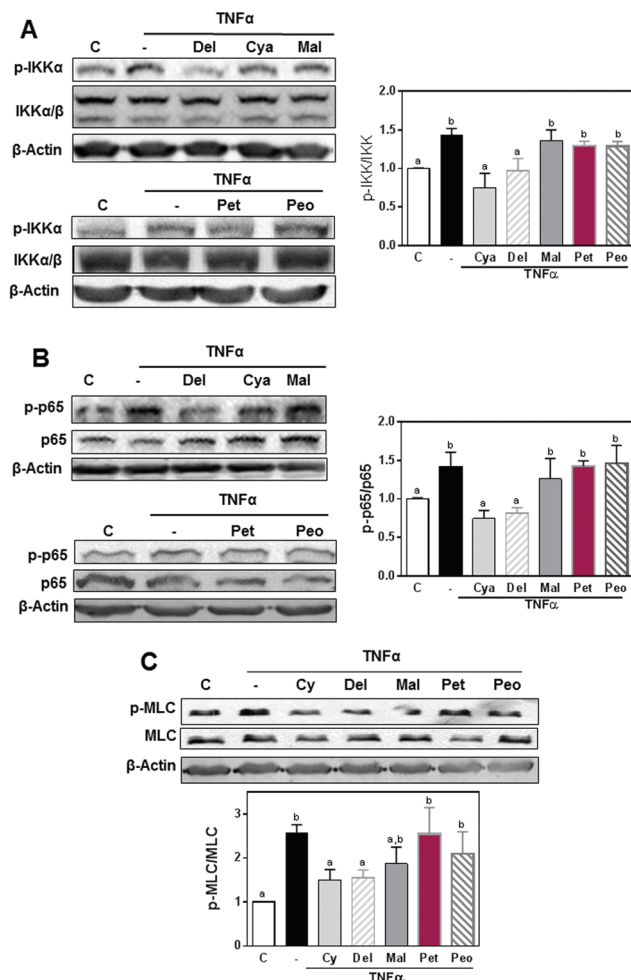 A
TNFα
C - Del Cya Mal
p-IKKα
IKKα/β
β-Actin
TNFα
C - Pet Peo
p-IKKα
IKKα/β
β-Actin
p-IKK/IKK
2.0
1.5
1.0
0.5
0.0
a b a a b b b
C - Cya Del Mal Pet Peo
TNFα
B
TNFα
C - Del Cya Mal
p-p65
p65
β-Actin
TNFα
C - Pet Peo
p-p65
p65
β-Actin
p-p65/p65
2.0
1.5
1.0
0.5
0.0
a b a a b b b
C - Cya Del Mal Pet Peo
TNFα
C
TNFα
C - Cy Del Mal Pet Peo
p-MLC
MLC
β-Actin
p-MLC/MLC
3
2
1
0
a b a a a,b b b
C - Cy Del Mal Pet Peo
TNFα